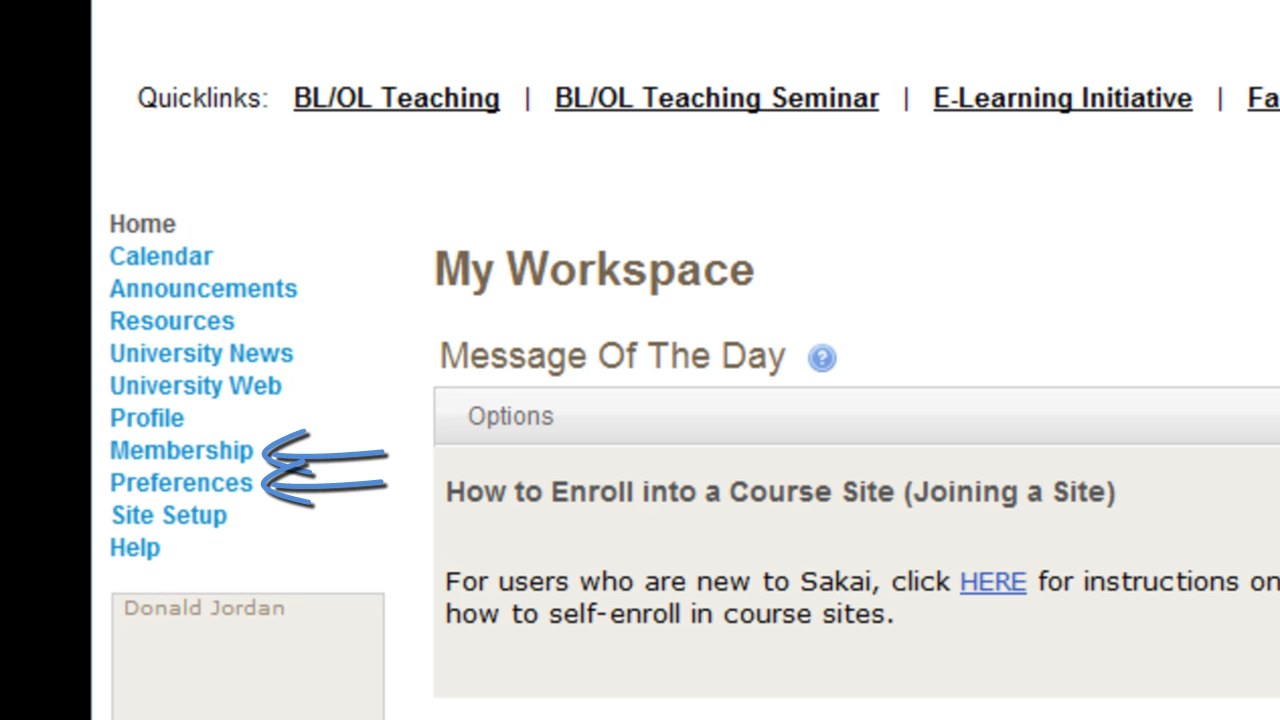 Quicklinks: BL/OL Teaching | BL/OL Teaching Seminar | E-Learning Initiative |
Home
Calendar
Announcements
Resources
University News
University Web
Profile
Membership
Preferences
Site Setup
Help
Donald Jordan
My Workspace
Message Of The Day ?
Options
How to Enroll into a Course Site (Joining a Site)
For users who are new to Sakai, click HERE for instructions on
how to self-enroll in course sites.